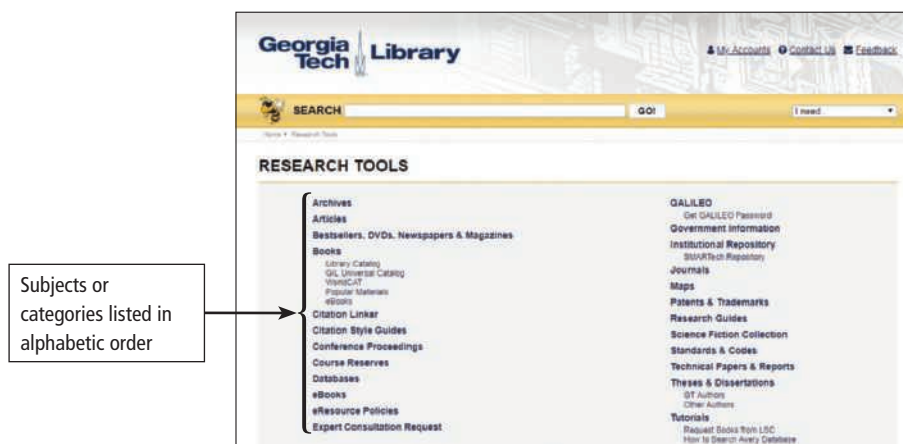 Georgia
Tech
Library
My Accounts Contact Us Feedback
SEARCH GO! I need
Home Research Tools
RESEARCH TOOLS
Subjects or
categories listed in
alphabetic order
Archives
Articles
Bestsellers, DVDs, Newspapers & Magazines
Books
Library Catalog
GIL Universal Catalog
WorldCAT
Popular Materials
eBooks
Citation Linker
Citation Style Guides
Conference Proceedings
Course Reserves
Databases
eBooks
eResource Policies
Expert Consultation Request
GALILEO
Get GALILEO Password
Government Information
Institutional Repository
SMARTech Repository
Journals
Maps
Patents & Trademarks
Research Guides
Science Fiction Collection
Standards & Codes
Technical Papers & Reports
Theses & Dissertations
GT Authors
Other Authors
Tutorials
Request Books from LSC
How to Search Avery Database